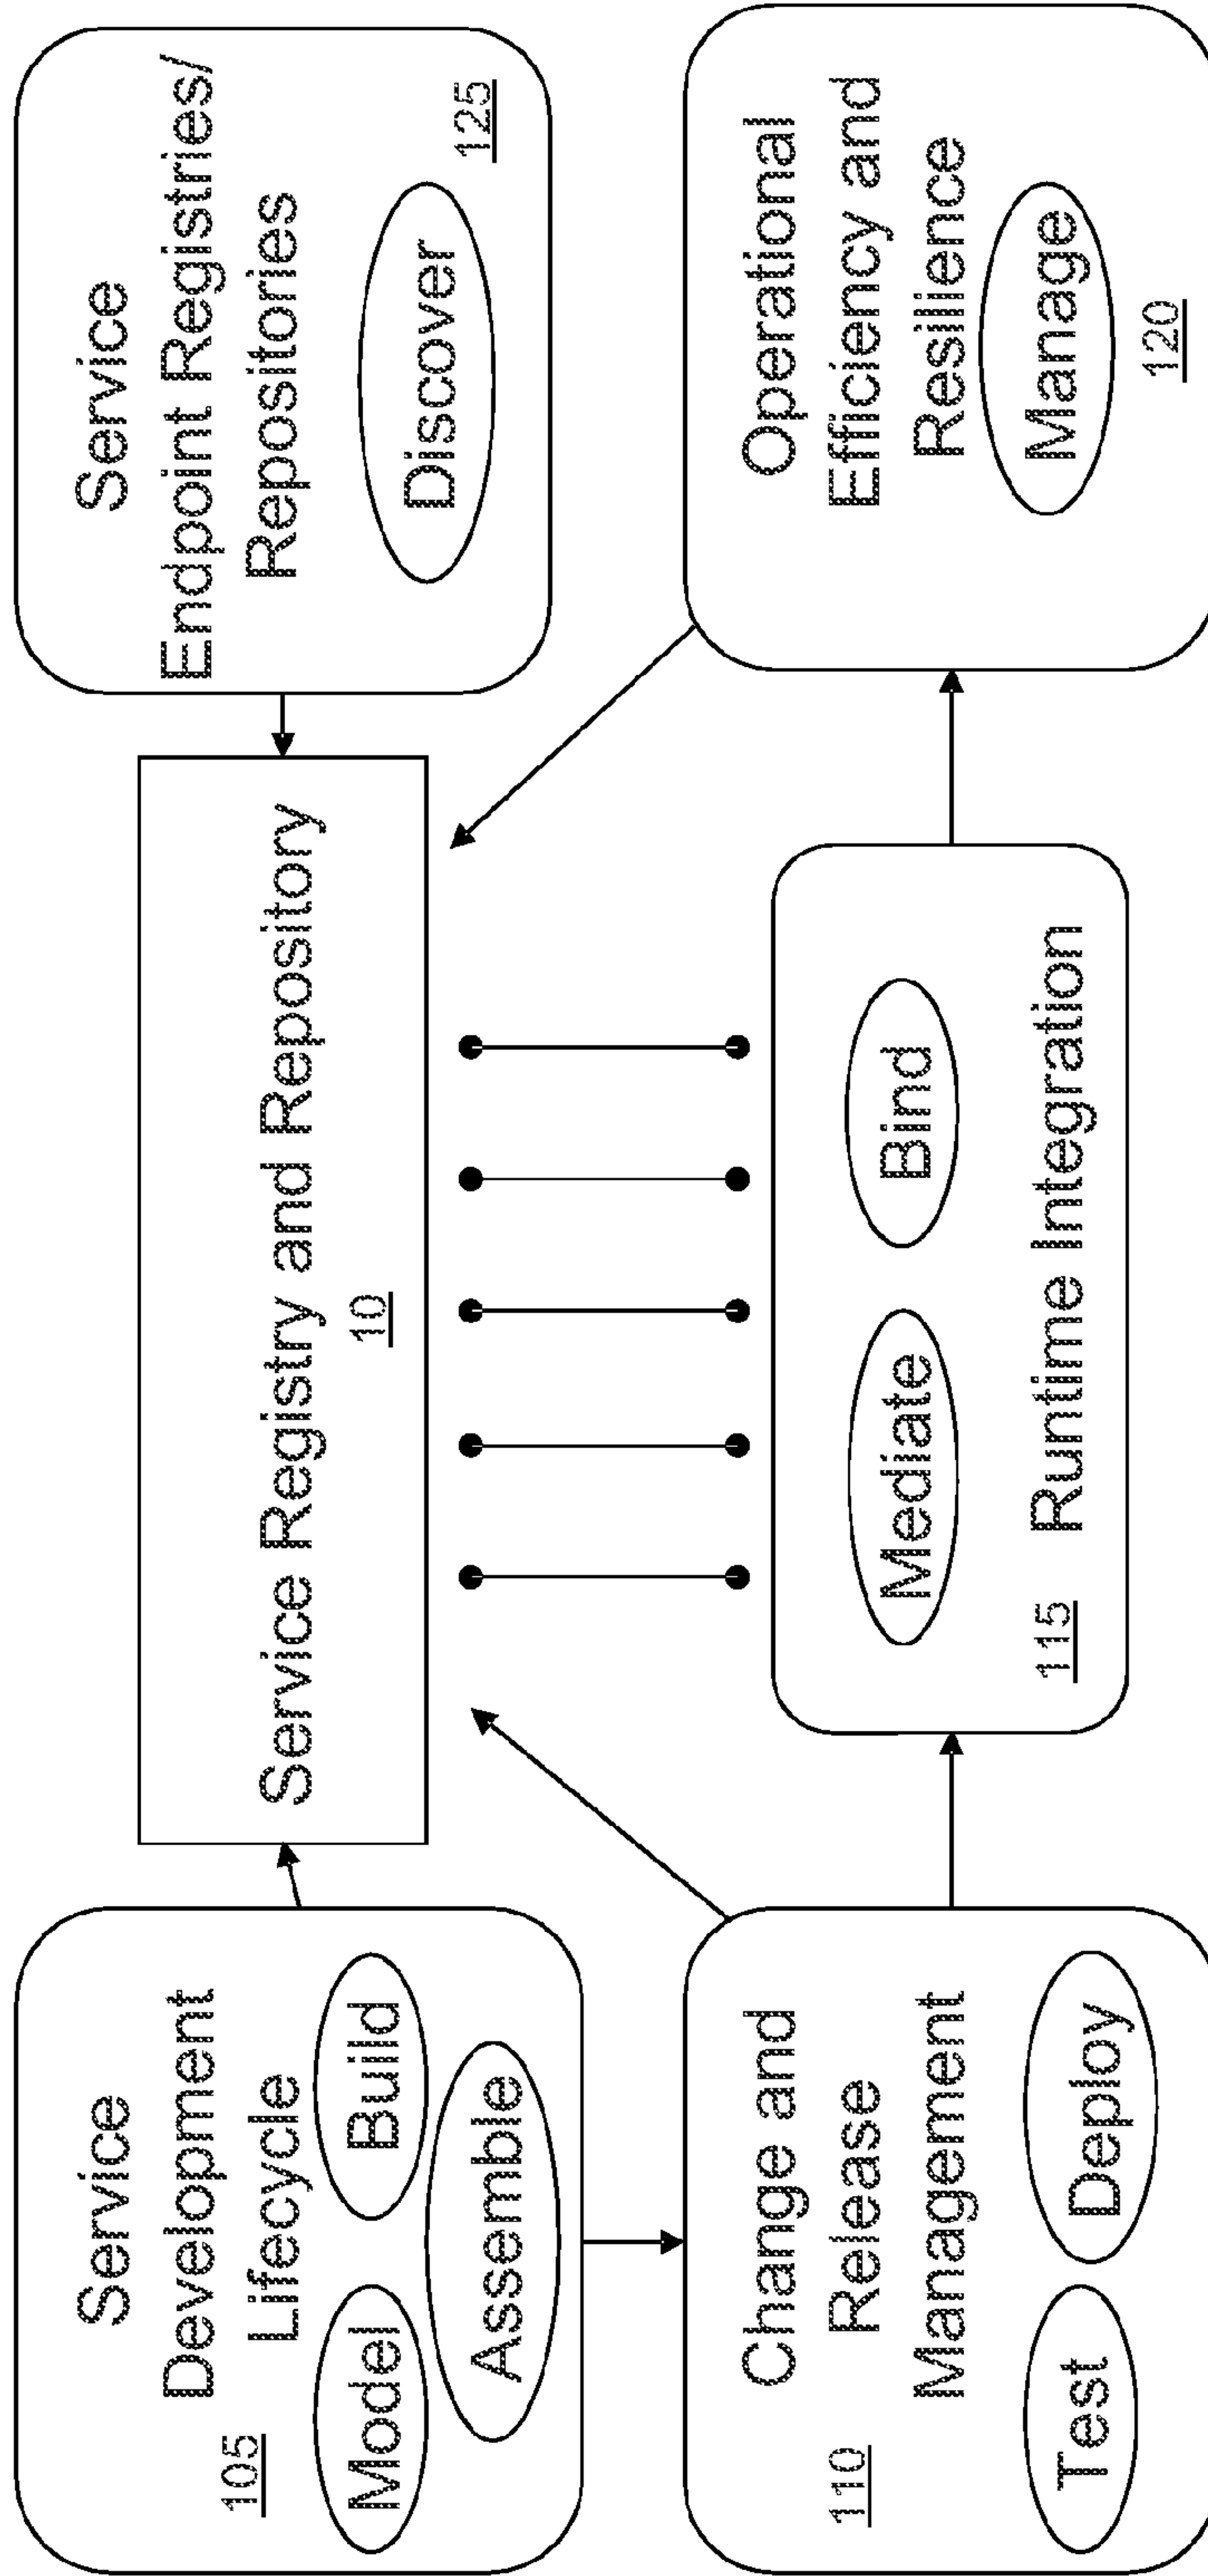 Service
Development
Lifecycle
105
Model
Build
Assemble
Service Registry and Repository
10
Service
Endpoint Registries/
Repositories
Discover
125
Change and
Release
Management
110
Test
Deploy
Mediate
Bind
115
Runtime Integration
Operational
Efficiency and
Resilience
Manage
120